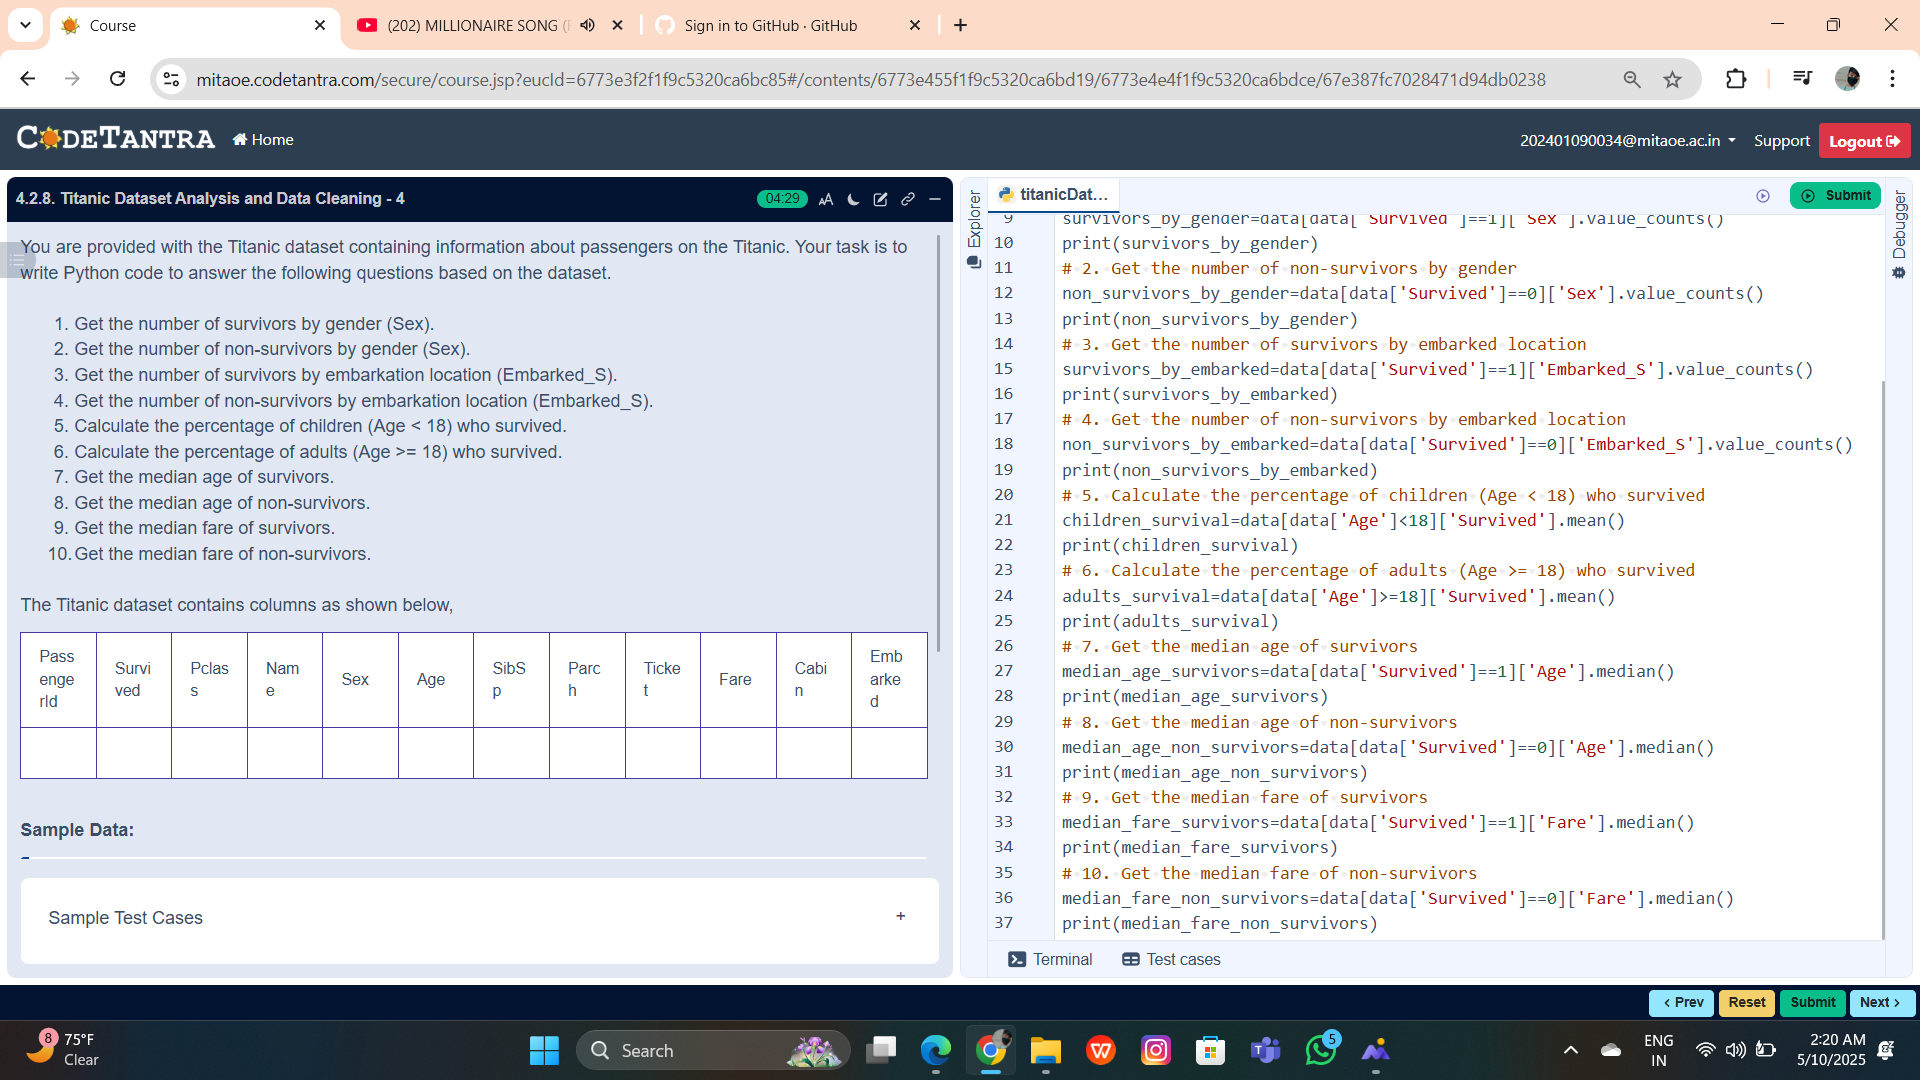 Course
(202) MILLIONAIRE SONG
Sign in to GitHub · GitHub
mitaoe.codetantra.com/secure/course.jsp?eucId=6773e3f2f1f9c5320ca6bc85#/contents/6773e455f1f9c5320ca6bd19/6773e4e4f1f9c5320ca6bdce/67e387fc7028471d94db0238
CODETANTRA
Home
202401090034@mitaoe.ac.in
Support
Logout
4.2.8. Titanic Dataset Analysis and Data Cleaning - 4
04:29
You are provided with the Titanic dataset containing information about passengers on the Titanic. Your task is to
write Python code to answer the following questions based on the dataset.
1. Get the number of survivors by gender (Sex).
2. Get the number of non-survivors by gender (Sex).
3. Get the number of survivors by embarkation location (Embarked_S).
4. Get the number of non-survivors by embarkation location (Embarked_S).
5. Calculate the percentage of children (Age < 18) who survived.
6. Calculate the percentage of adults (Age >= 18) who survived.
7. Get the median age of survivors.
8. Get the median age of non-survivors.
9. Get the median fare of survivors.
10. Get the median fare of non-survivors.
The Titanic dataset contains columns as shown below,
PassengerId Survived Pclass Name Sex Age SibSp Parch Ticket Fare Cabin Embarked
Sample Data:
Sample Test Cases
+
Explorer
titanicDat...
Submit
Debugger
9 survivors_by_gender=data[data['Survived']==1]['Sex'].value_counts()
10 print(survivors_by_gender)
11 # 2. Get the number of non-survivors by gender
12 non_survivors_by_gender=data[data['Survived']==0]['Sex'].value_counts()
13 print(non_survivors_by_gender)
14 # 3. Get the number of survivors by embarked location
15 survivors_by_embarked=data[data['Survived']==1]['Embarked_S'].value_counts()
16 print(survivors_by_embarked)
17 # 4. Get the number of non-survivors by embarked location
18 non_survivors_by_embarked=data[data['Survived']==0]['Embarked_S'].value_counts()
19 print(non_survivors_by_embarked)
20 # 5. Calculate the percentage of children (Age < 18) who survived
21 children_survival=data[data['Age']<18]['Survived'].mean()
22 print(children_survival)
23 # 6. Calculate the percentage of adults (Age >= 18) who survived
24 adults_survival=data[data['Age']>=18]['Survived'].mean()
25 print(adults_survival)
26 # 7. Get the median age of survivors
27 median_age_survivors=data[data['Survived']==1]['Age'].median()
28 print(median_age_survivors)
29 # 8. Get the median age of non-survivors
30 median_age_non_survivors=data[data['Survived']==0]['Age'].median()
31 print(median_age_non_survivors)
32 # 9. Get the median fare of survivors
33 median_fare_survivors=data[data['Survived']==1]['Fare'].median()
34 print(median_fare_survivors)
35 # 10. Get the median fare of non-survivors
36 median_fare_non_survivors=data[data['Survived']==0]['Fare'].median()
37 print(median_fare_non_survivors)
Terminal
Test cases
< Prev
Reset
Submit
Next >
8
75°F
Clear
Search
5
ENG
IN
2:20 AM
5/10/2025